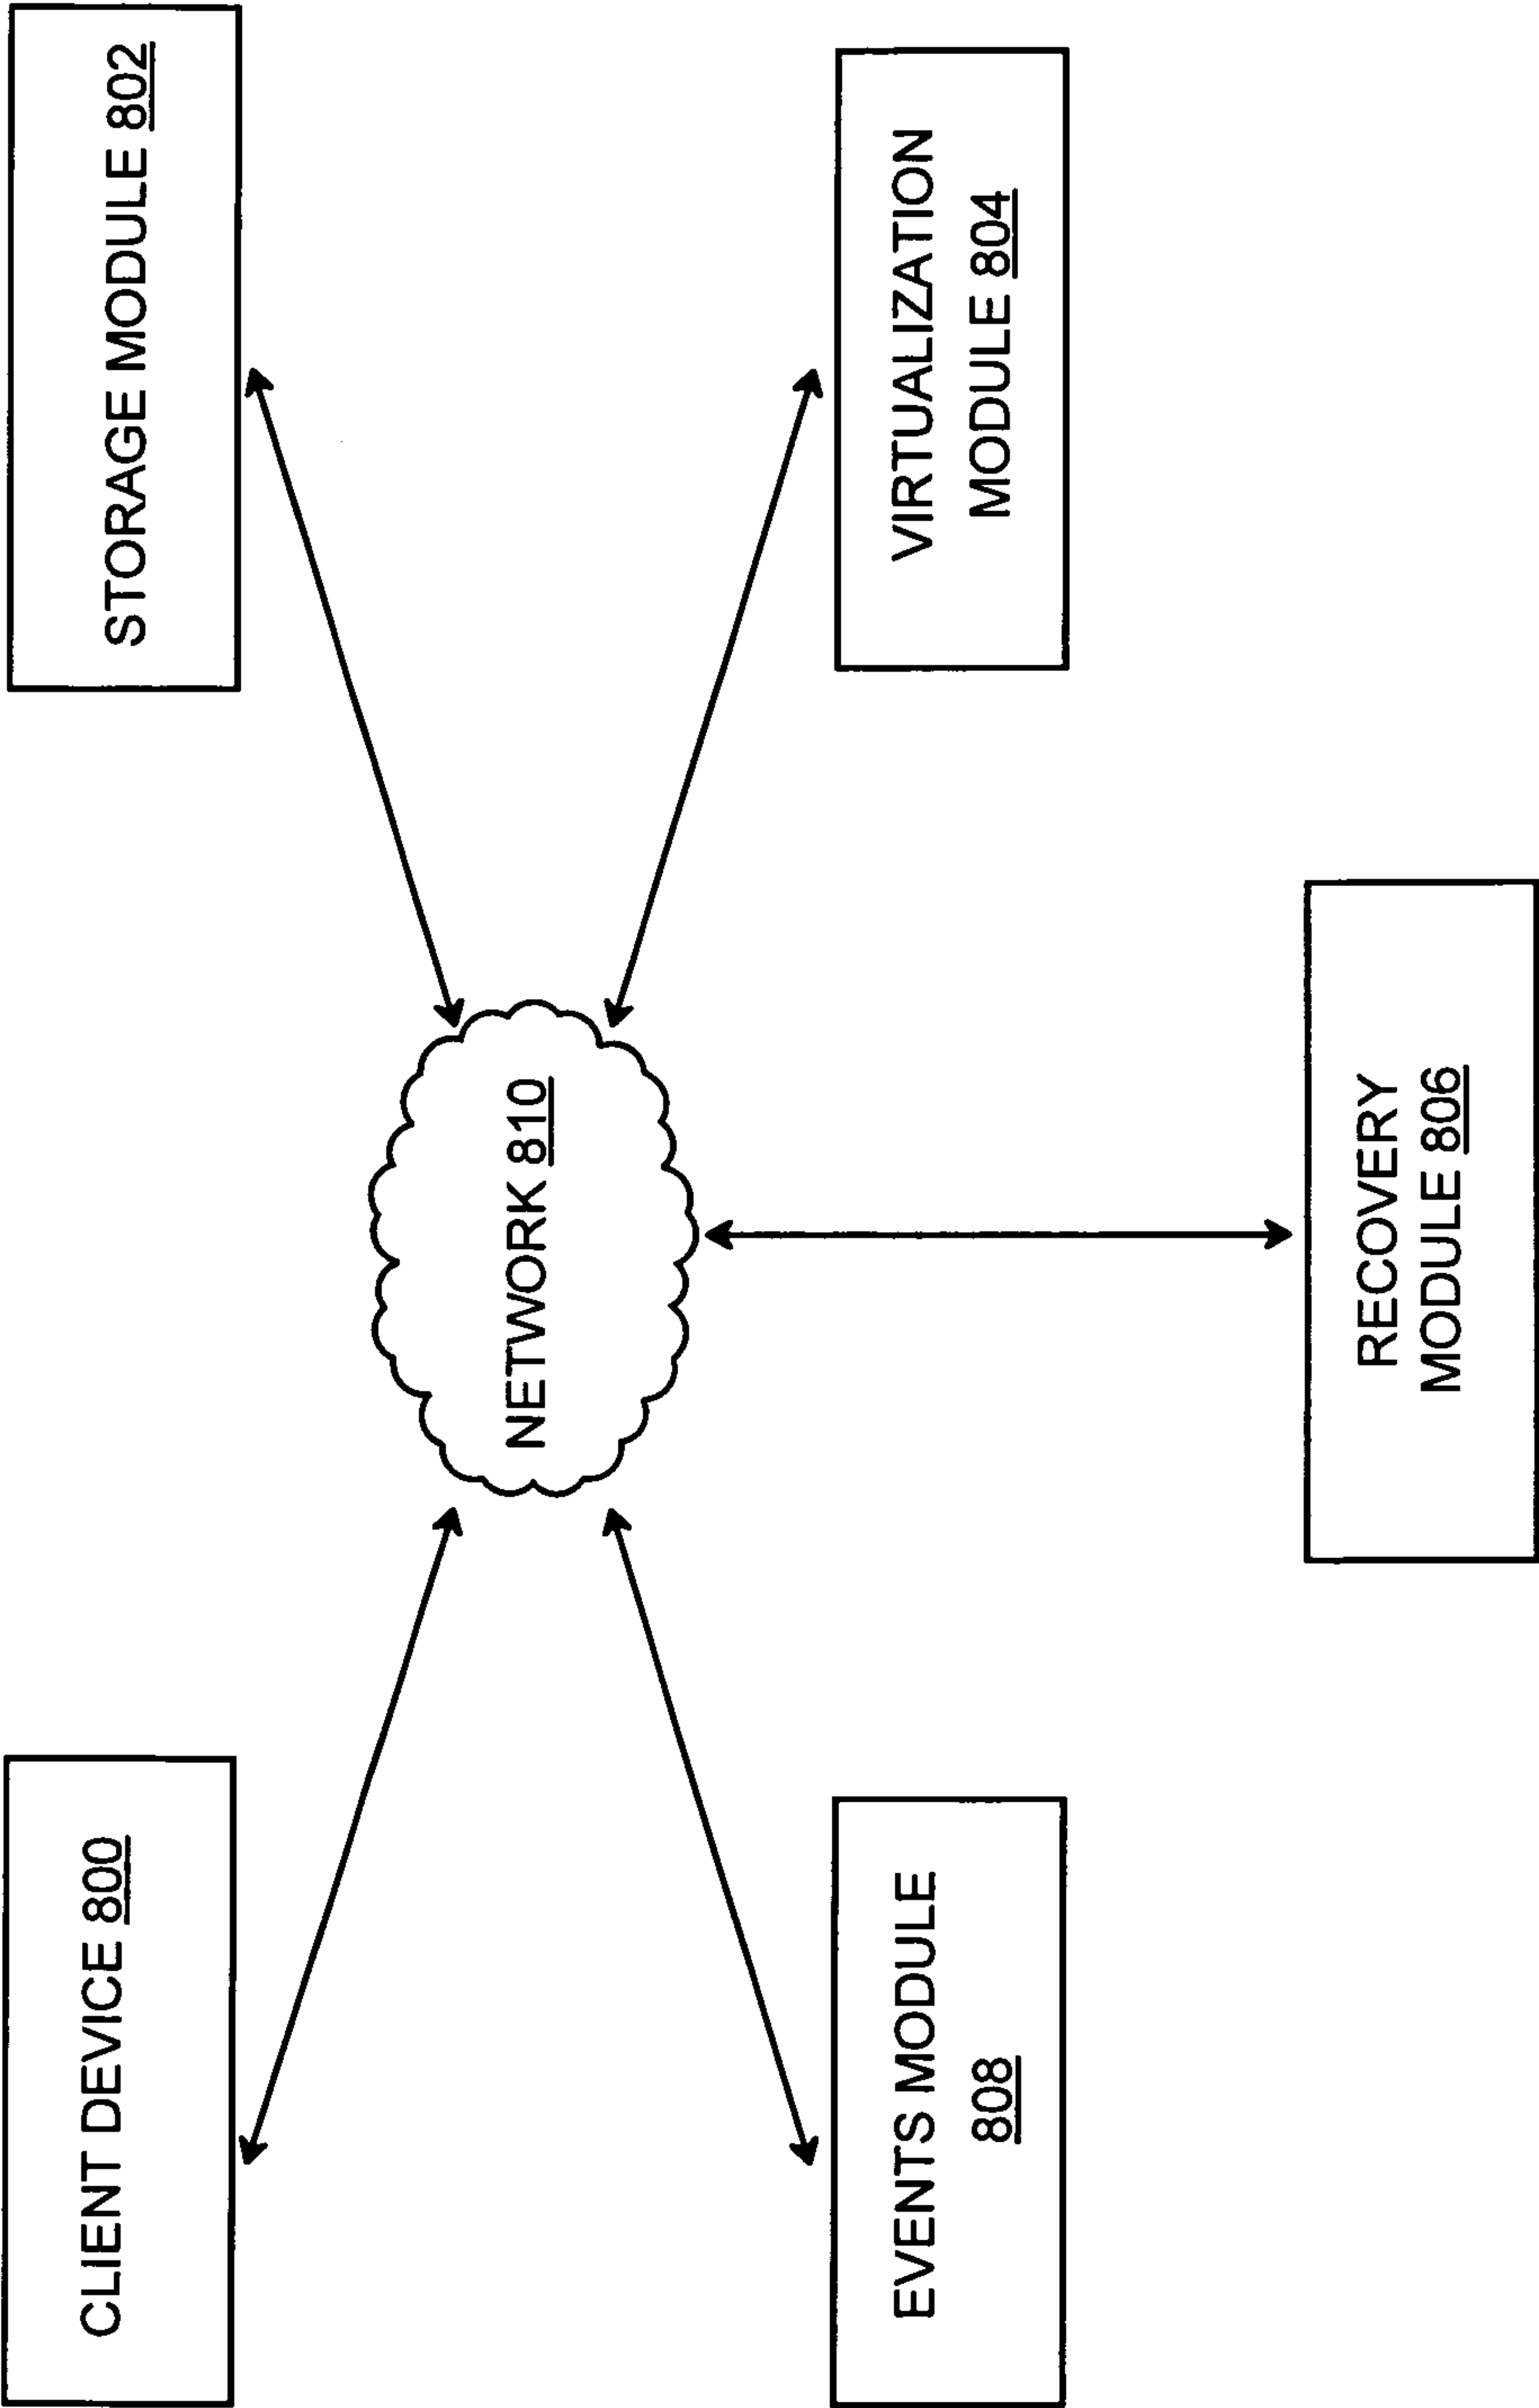 CLIENT DEVICE 800
STORAGE MODULE 802
NETWORK 810
EVENTS MODULE
808
VIRTUALIZATION
MODULE 804
RECOVERY
MODULE 806